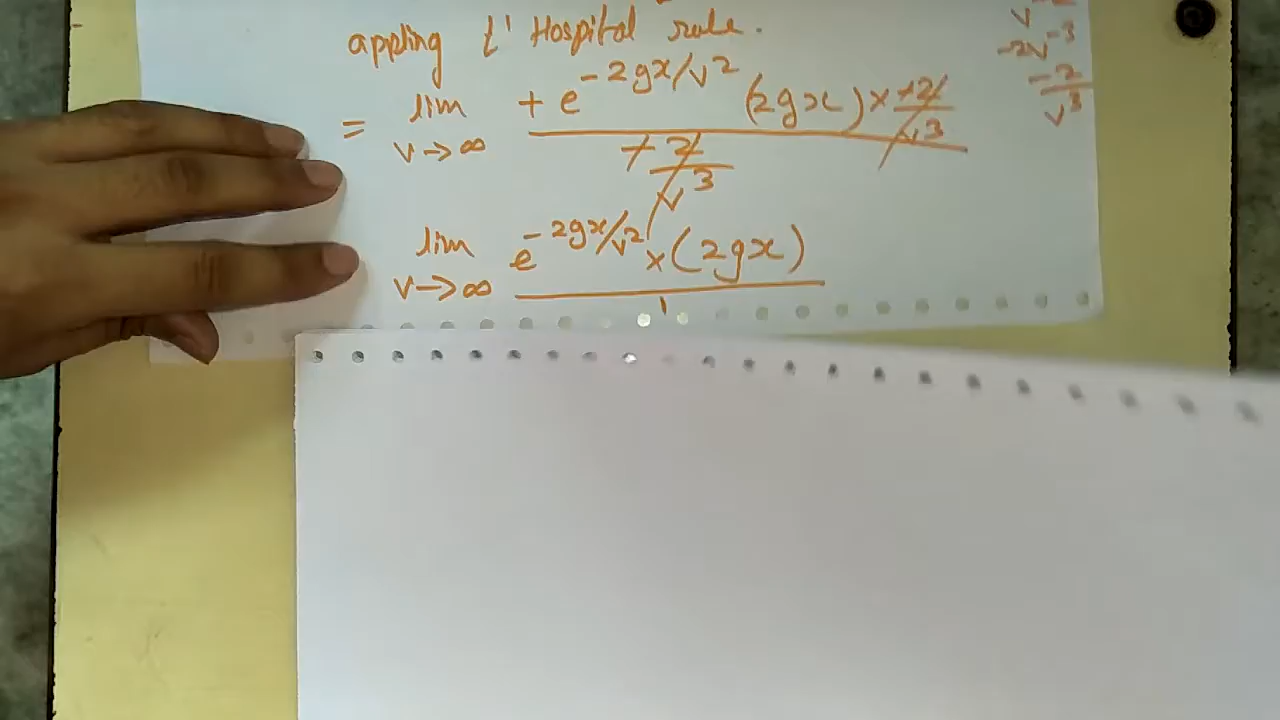 appling L' Hospital rule.
= lim v→∞ + e^{-2gx/v^2} (2gx) × +2/v^3
+ 2/v^3
lim v→∞ e^{-2gx/v^2} × (2gx)
1
-2v^{-3}
-2/v^3